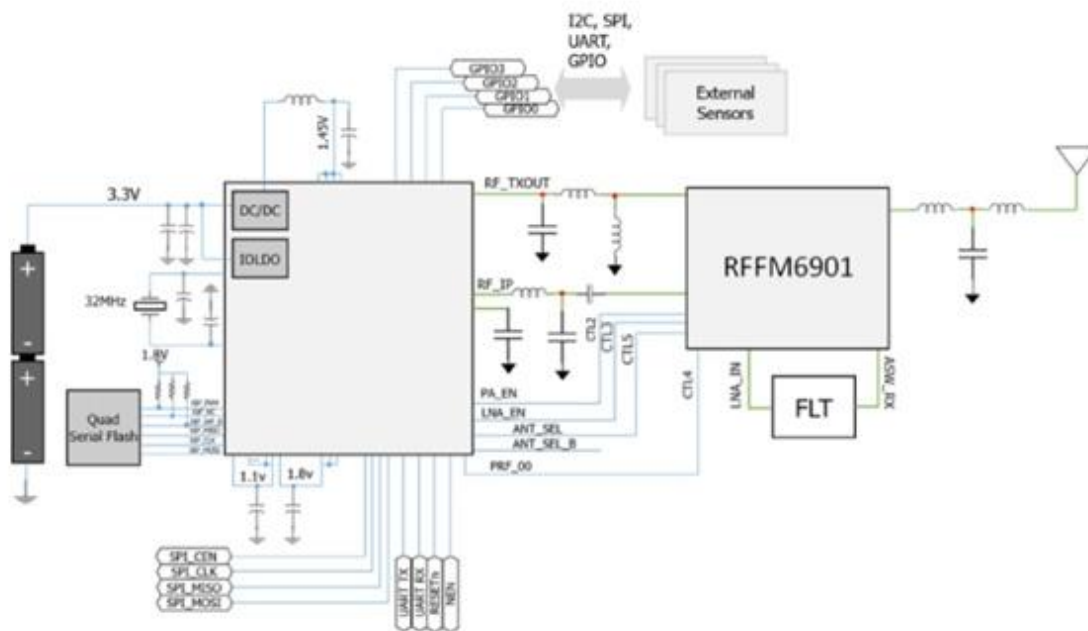 I2C, SPI,
UART,
GPIO
GPIO3
GPIO2
GPIO1
GPIO0
External
Sensors
1.45V
3.3V
DC/DC
IOLDO
RF_TXOUT
RFFM6901
32MHz
RF_IP
CTL2
CTL3
CTL5
CTL4
1.8V
Quad
Serial Flash
PA_EN
LNA_EN
ANT_SEL
ANT_SEL_B
PRF_00
LNA_IN
FLT
ASW_RX
1.1v
1.8v
SPI_CEN
SPI_CLK
SPI_MISO
SPI_MOSI
UART TX
UART RX
RESETn
NEN